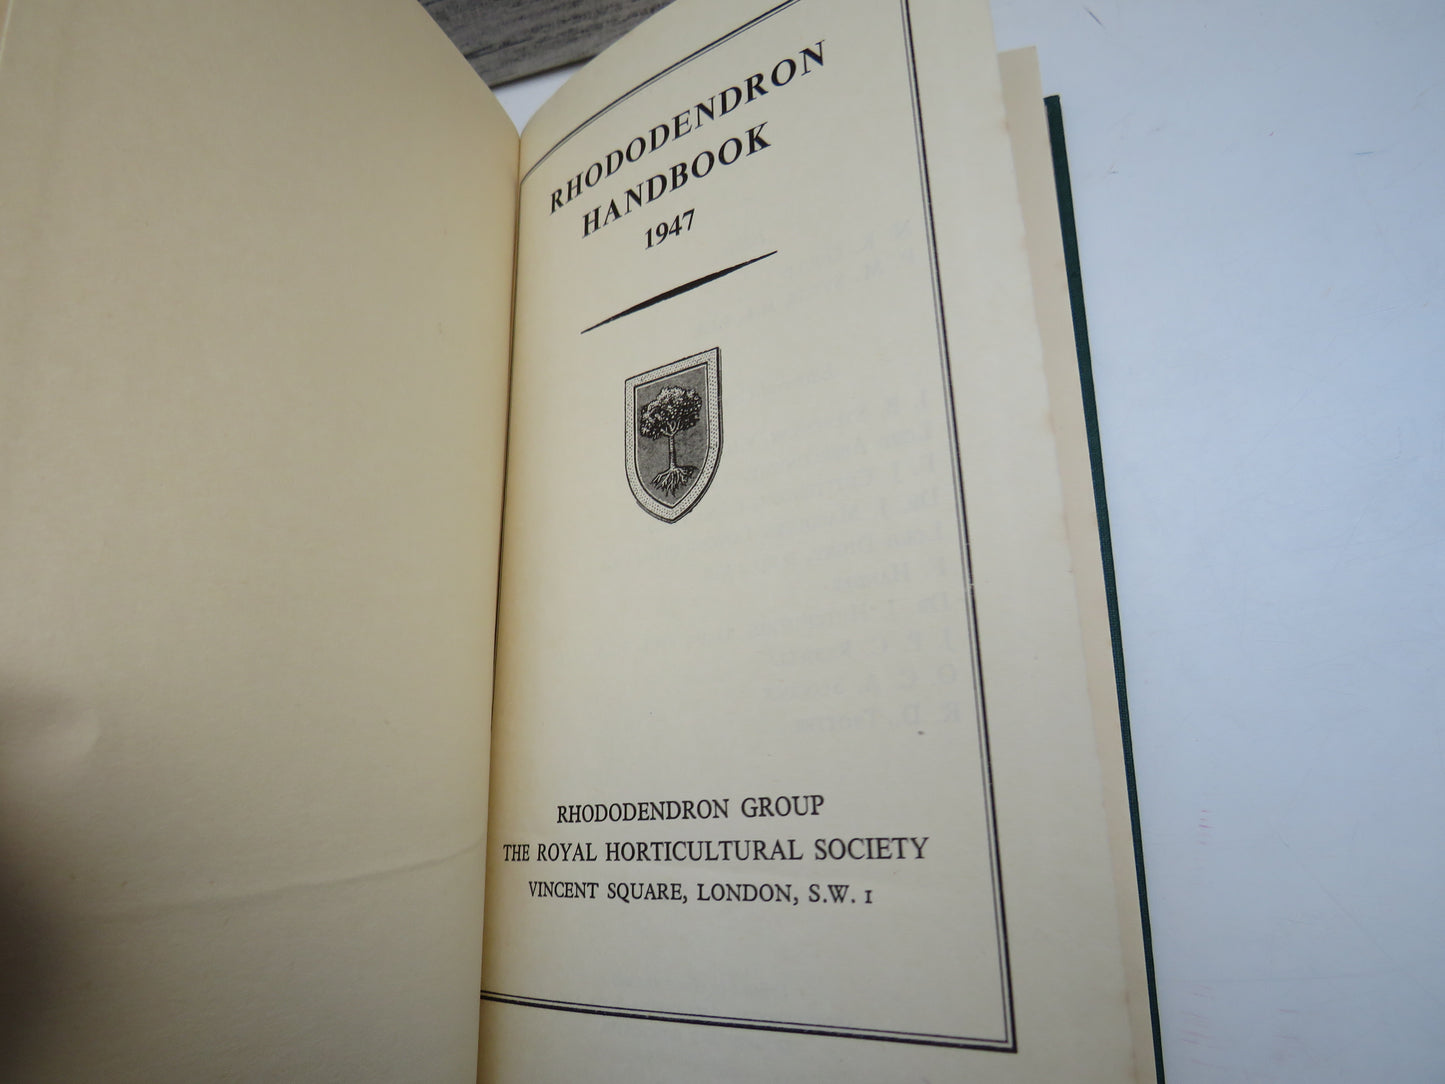 RHODODENDRON
HANDBOOK
1947
RHODODENDRON GROUP
THE ROYAL HORTICULTURAL SOCIETY
VINCENT SQUARE, LONDON, S.W. 1